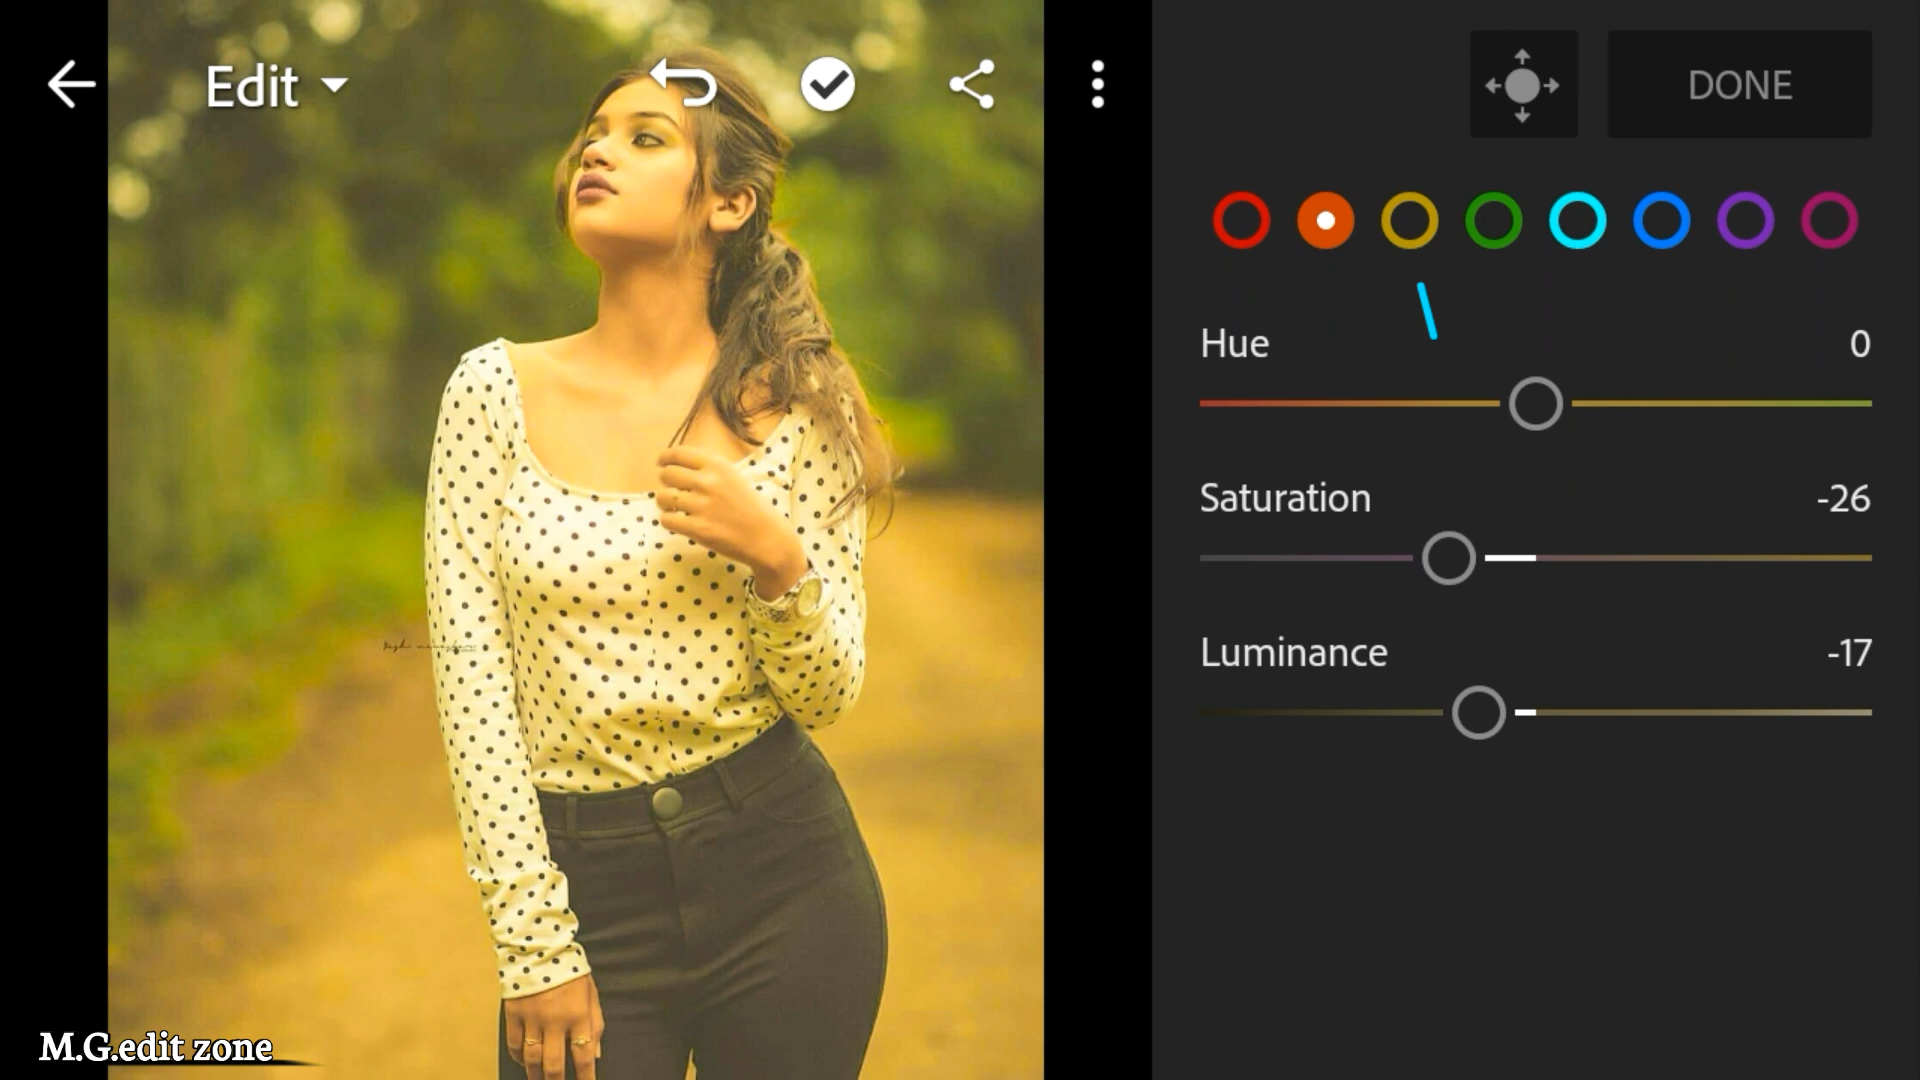 Edit
DONE
Hue 0
Saturation -26
Luminance -17
M.G.edit zone